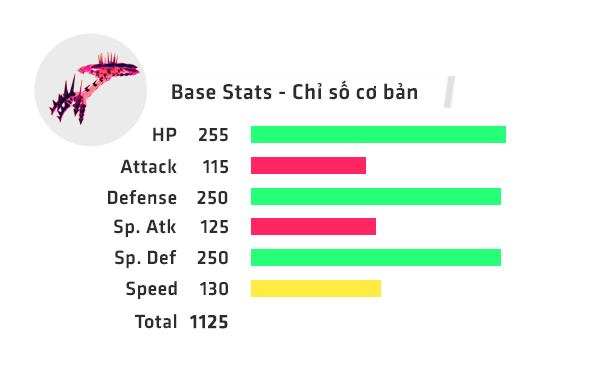 Base Stats - Chỉ số cơ bản
HP 255
Attack 115
Defense 250
Sp. Atk 125
Sp. Def 250
Speed 130
Total 1125